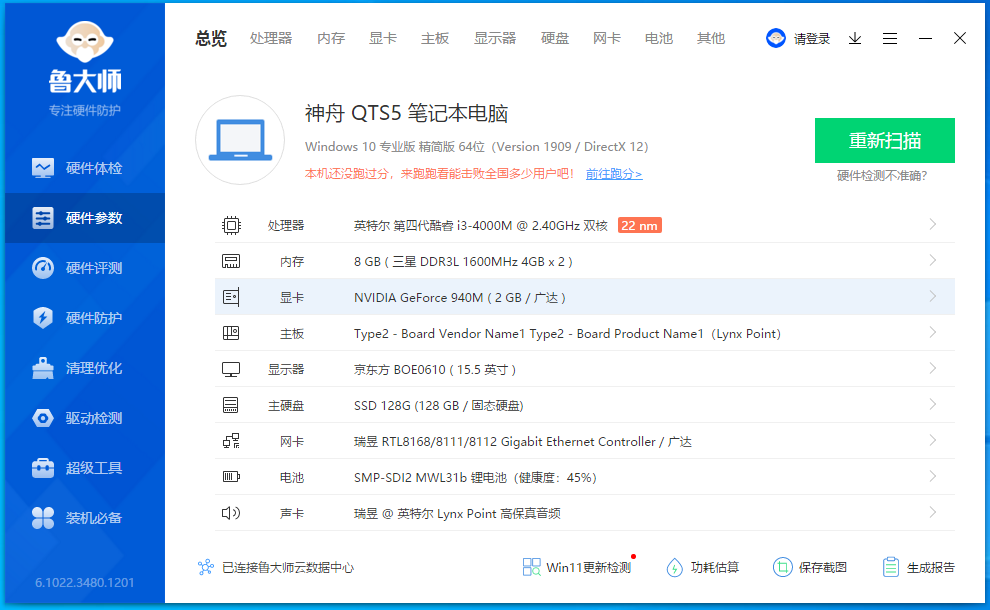 鲁大师
专注硬件防护
硬件体检
硬件参数
硬件评测
硬件防护
清理优化
驱动检测
超级工具
装机必备
6.1022.3480.1201
总览 处理器 内存 显卡 主板 显示器 硬盘 网卡 电池 其他 请登录
神舟 QTS5 笔记本电脑
Windows 10 专业版 精简版 64位（Version 1909 / DirectX 12）
本机还没跑过分，来跑跑看能击败全国多少用户吧！ 前往跑分>
重新扫描
硬件检测不准确？
处理器 英特尔 第四代酷睿 i3-4000M @ 2.40GHz 双核 22 nm
内存 8 GB ( 三星 DDR3L 1600MHz 4GB x 2 )
显卡 NVIDIA GeForce 940M ( 2 GB / 广达 )
主板 Type2 - Board Vendor Name1 Type2 - Board Product Name1（Lynx Point）
显示器 京东方 BOE0610 ( 15.5 英寸 )
主硬盘 SSD 128G (128 GB / 固态硬盘)
网卡 瑞昱 RTL8168/8111/8112 Gigabit Ethernet Controller / 广达
电池 SMP-SDI2 MWL31b 锂电池（健康度：45%）
声卡 瑞昱 @ 英特尔 Lynx Point 高保真音频
已连接鲁大师云数据中心 Win11更新检测 功耗估算 保存截图 生成报告